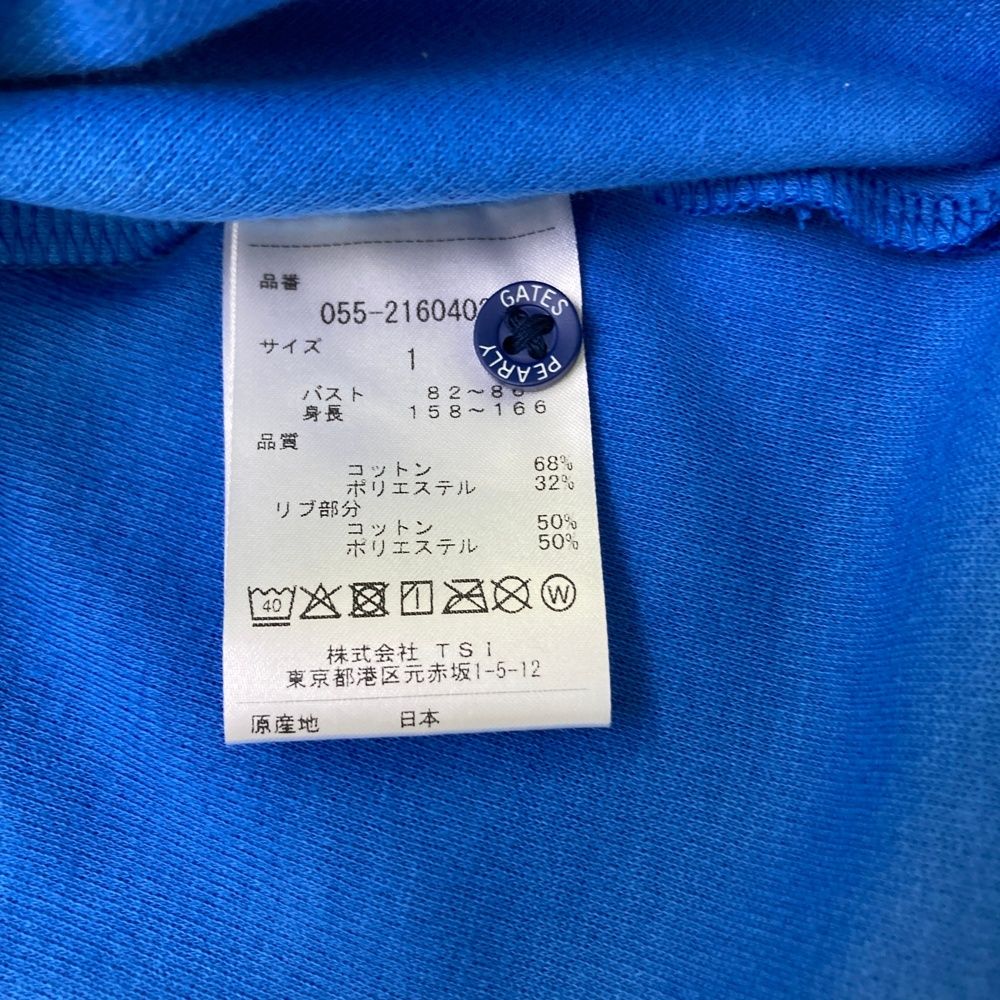 品番
055-216040
サイズ
1
バスト 82～86
身長 158～166
品質
コットン 68%
ポリエステル 32%
リブ部分
コットン 50%
ポリエステル 50%
40
W
株式会社 TSI
東京都港区元赤坂1-5-12
原産地 日本
GATES
PEARLY